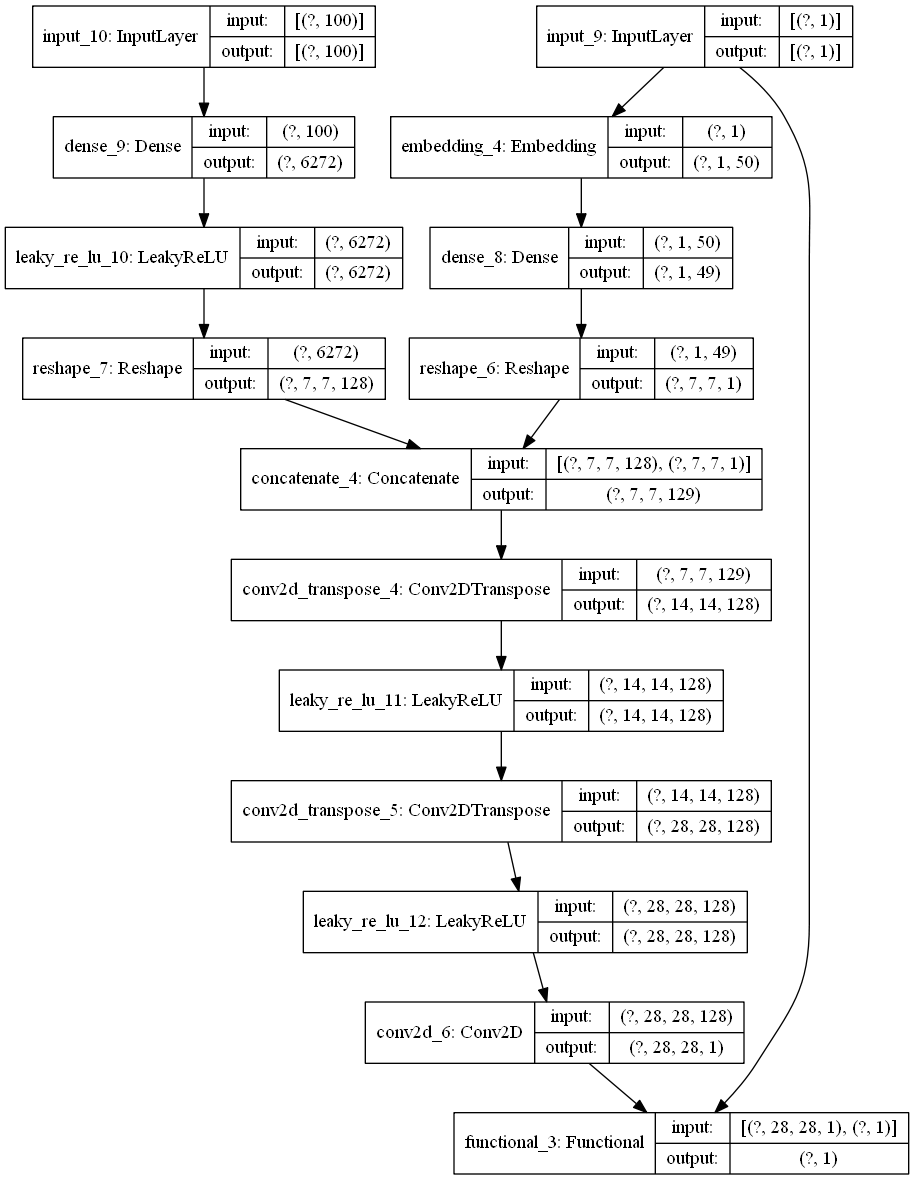 input_10: InputLayer
input: [(?, 100)]
output: [(?, 100)]
input_9: InputLayer
input: [(?, 1)]
output: [(?, 1)]
dense_9: Dense
input: (?, 100)
output: (?, 6272)
embedding_4: Embedding
input: (?, 1)
output: (?, 1, 50)
leaky_re_lu_10: LeakyReLU
input: (?, 6272)
output: (?, 6272)
dense_8: Dense
input: (?, 1, 50)
output: (?, 1, 49)
reshape_7: Reshape
input: (?, 6272)
output: (?, 7, 7, 128)
reshape_6: Reshape
input: (?, 1, 49)
output: (?, 7, 7, 1)
concatenate_4: Concatenate
input: [(?, 7, 7, 128), (?, 7, 7, 1)]
output: (?, 7, 7, 129)
conv2d_transpose_4: Conv2DTranspose
input: (?, 7, 7, 129)
output: (?, 14, 14, 128)
leaky_re_lu_11: LeakyReLU
input: (?, 14, 14, 128)
output: (?, 14, 14, 128)
conv2d_transpose_5: Conv2DTranspose
input: (?, 14, 14, 128)
output: (?, 28, 28, 128)
leaky_re_lu_12: LeakyReLU
input: (?, 28, 28, 128)
output: (?, 28, 28, 128)
conv2d_6: Conv2D
input: (?, 28, 28, 128)
output: (?, 28, 28, 1)
functional_3: Functional
input: [(?, 28, 28, 1), (?, 1)]
output: (?, 1)